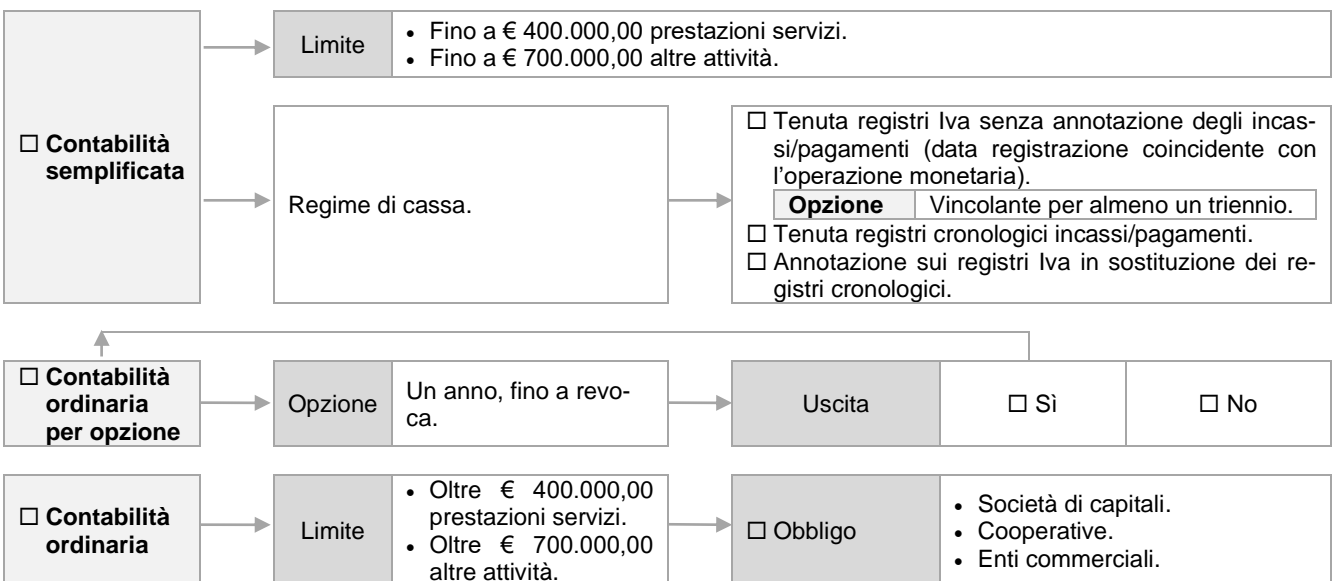 ☐ Contabilità
semplificata
Limite
• Fino a € 400.000,00 prestazioni servizi.
• Fino a € 700.000,00 altre attività.
Regime di cassa.
☐ Tenuta registri Iva senza annotazione degli incas-
si/pagamenti (data registrazione coincidente con
l'operazione monetaria).
Opzione Vincolante per almeno un triennio.
☐ Tenuta registri cronologici incassi/pagamenti.
☐ Annotazione sui registri Iva in sostituzione dei re-
gistri cronologici.
☐ Contabilità
ordinaria
per opzione
Opzione
Un anno, fino a revo-
ca.
Uscita
☐ Sì
☐ No
☐ Contabilità
ordinaria
Limite
• Oltre € 400.000,00
prestazioni servizi.
• Oltre € 700.000,00
altre attività.
☐ Obbligo
• Società di capitali.
• Cooperative.
• Enti commerciali.